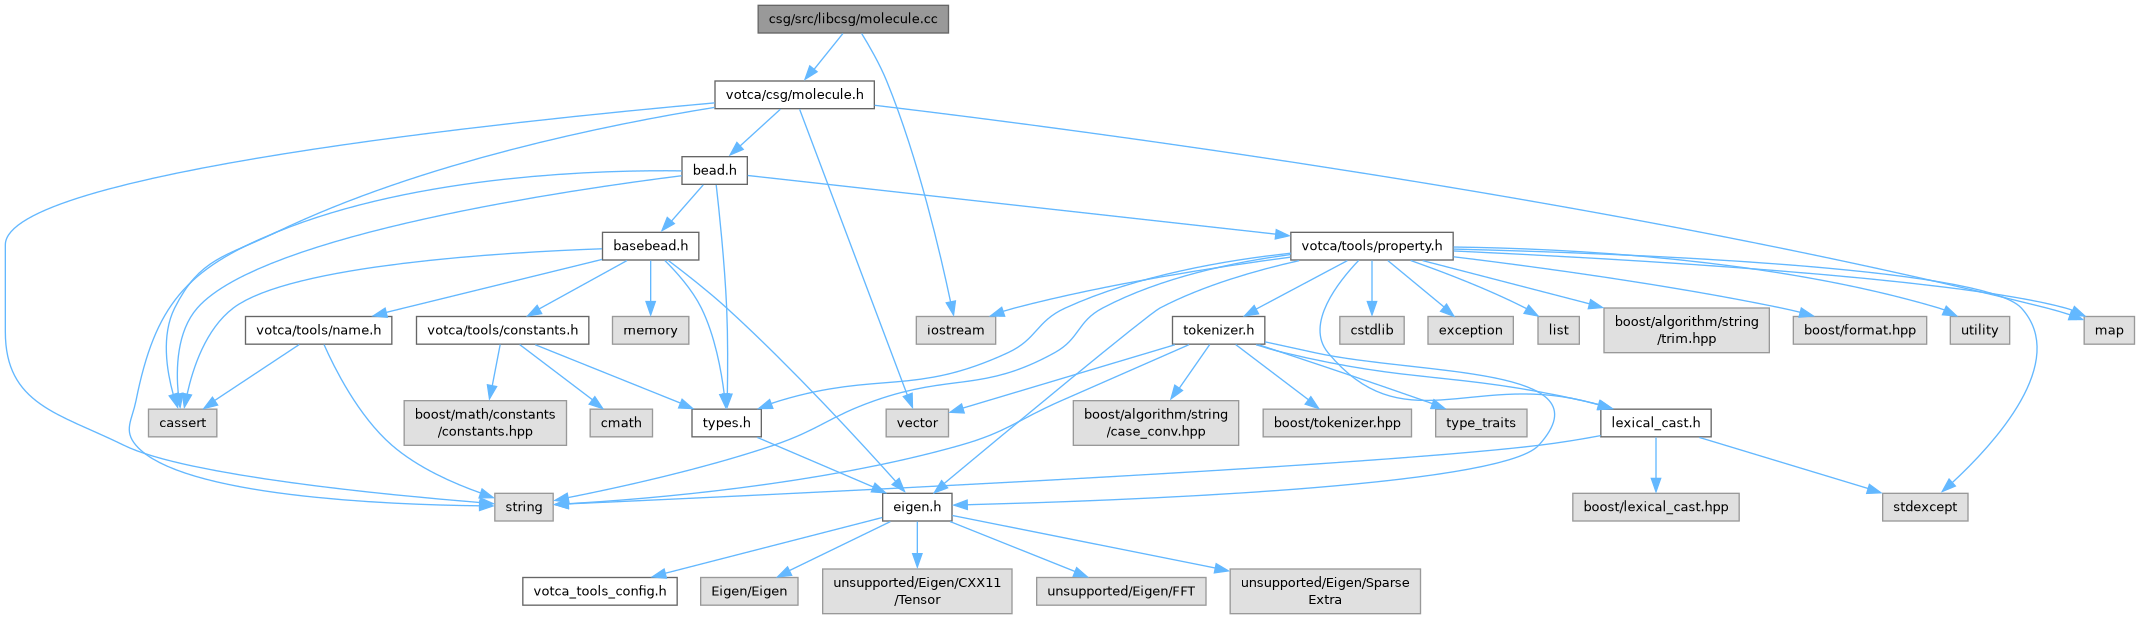 csg/src/libcsg/molecule.cc
votca/csg/molecule.h
bead.h
basebead.h
votca/tools/property.h
votca/tools/name.h
votca/tools/constants.h
memory
iostream
tokenizer.h
cstdlib
exception
list
boost/algorithm/string
/trim.hpp
boost/format.hpp
utility
map
cassert
boost/math/constants
/constants.hpp
cmath
types.h
vector
boost/algorithm/string
/case_conv.hpp
boost/tokenizer.hpp
type_traits
lexical_cast.h
string
eigen.h
boost/lexical_cast.hpp
stdexcept
votca_tools_config.h
Eigen/Eigen
unsupported/Eigen/CXX11
/Tensor
unsupported/Eigen/FFT
unsupported/Eigen/Sparse
Extra